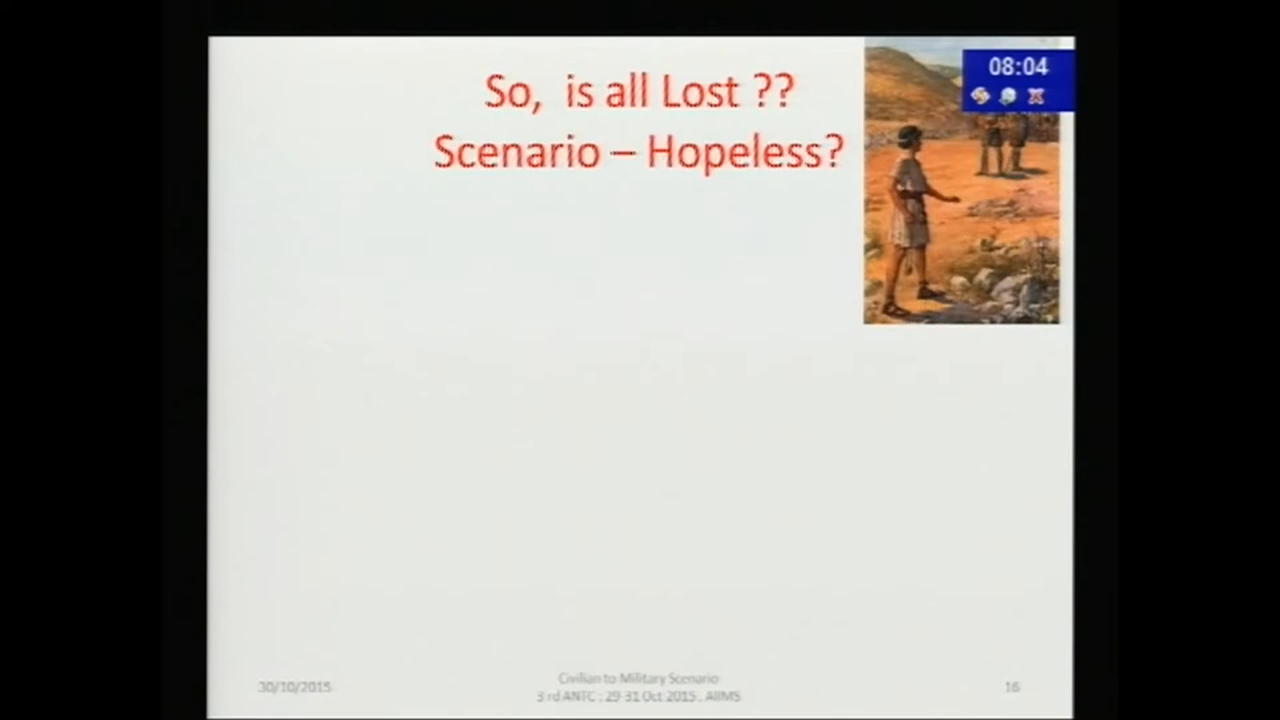 08:04
So, is all Lost ??
Scenario – Hopeless?
30/10/2015
Civilian to Military Scenario
3 rd ANTC : 29-31 Oct 2015 . AIIMS
16